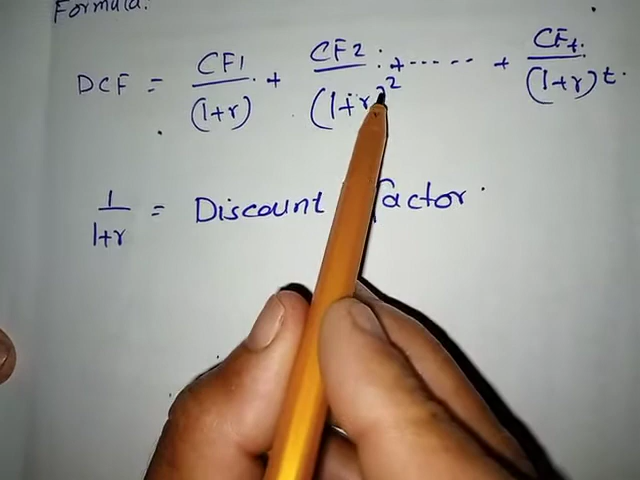 Formula:
DCF = CF1/(1+r) + CF2/(1+r)² + ...... + CFt/(1+r)t
1/1+r = Discount factor